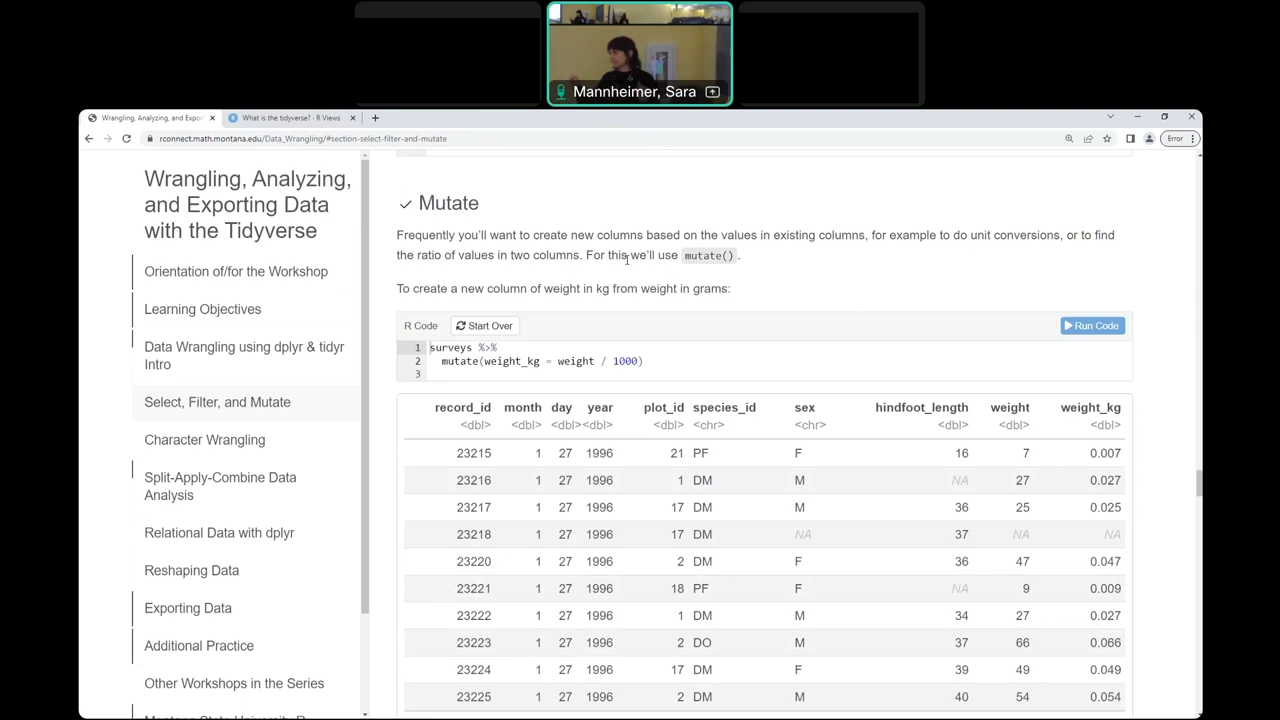 Mannheimer, Sara
Wrangling, Analyzing, and Expor
What is the tidyverse? · R Views
rconnect.math.montana.edu/Data_Wrangling/#section-select-filter-and-mutate
Error
Wrangling, Analyzing,
and Exporting Data
with the Tidyverse
Orientation of/for the Workshop
Learning Objectives
Data Wrangling using dplyr & tidyr
Intro
Select, Filter, and Mutate
Character Wrangling
Split-Apply-Combine Data
Analysis
Relational Data with dplyr
Reshaping Data
Exporting Data
Additional Practice
Other Workshops in the Series
Mutate
Frequently you'll want to create new columns based on the values in existing columns, for example to do unit conversions, or to find
the ratio of values in two columns. For this we'll use mutate().
To create a new column of weight in kg from weight in grams:
R Code Start Over Run Code
1 surveys %>%
2 mutate(weight_kg = weight / 1000)
3
record_id month day year plot_id species_id sex hindfoot_length weight weight_kg
<dbl> <dbl> <dbl> <dbl> <dbl> <chr> <chr> <dbl> <dbl> <dbl>
23215 1 27 1996 21 PF F 16 7 0.007
23216 1 27 1996 1 DM M NA 27 0.027
23217 1 27 1996 17 DM M 36 25 0.025
23218 1 27 1996 17 DM NA 37 NA NA
23220 1 27 1996 2 DM F 36 47 0.047
23221 1 27 1996 18 PF F NA 9 0.009
23222 1 27 1996 1 DM M 34 27 0.027
23223 1 27 1996 2 DO M 37 66 0.066
23224 1 27 1996 17 DM F 39 49 0.049
23225 1 27 1996 2 DM M 40 54 0.054